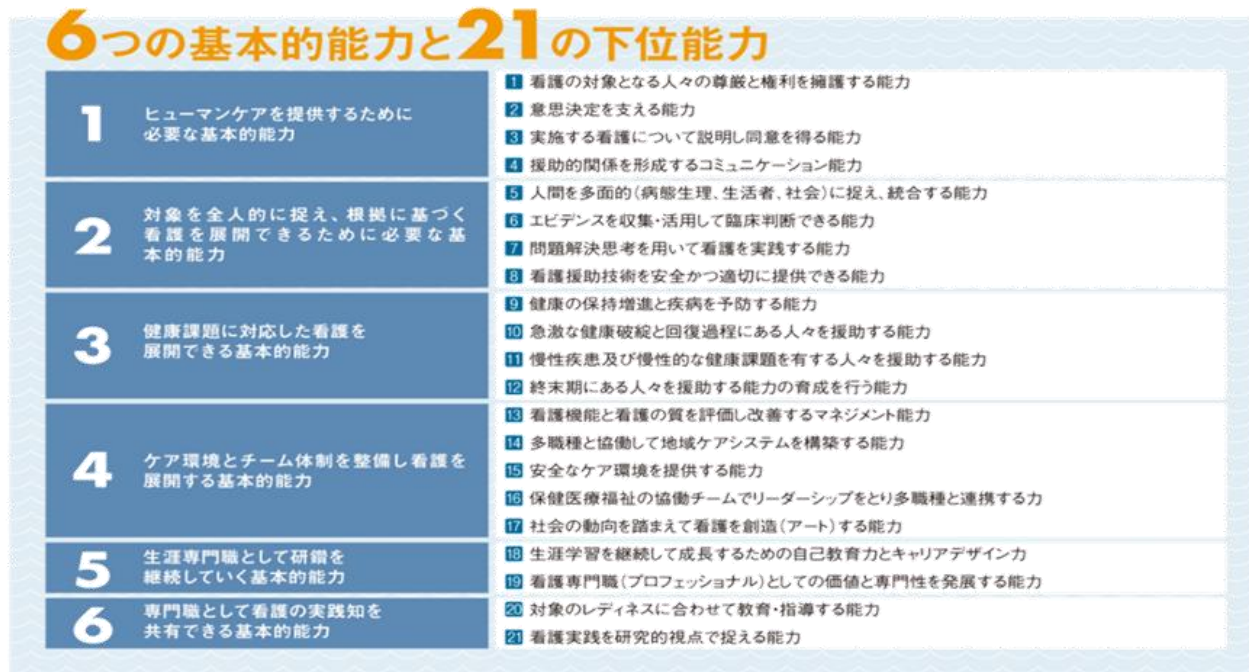 6つの基本的能力と21の下位能力
1
ヒューマンケアを提供するために
必要な基本的能力
1 看護の対象となる人々の尊厳と権利を擁護する能力
2 意思決定を支える能力
3 実施する看護について説明し同意を得る能力
4 援助的関係を形成するコミュニケーション能力
2
対象を全人的に捉え、根拠に基づく
看護を展開できるために必要な基
本的能力
5 人間を多面的(病態生理、生活者、社会)に捉え、統合する能力
6 エビデンスを収集・活用して臨床判断できる能力
7 問題解決思考を用いて看護を実践する能力
8 看護援助技術を安全かつ適切に提供できる能力
3
健康課題に対応した看護を
展開できる基本的能力
9 健康の保持増進と疾病を予防する能力
10 急激な健康破綻と回復過程にある人々を援助する能力
11 慢性疾患及び慢性的な健康課題を有する人々を援助する能力
12 終末期にある人々を援助する能力の育成を行う能力
4
ケア環境とチーム体制を整備し看護を
展開する基本的能力
13 看護機能と看護の質を評価し改善するマネジメント能力
14 多職種と協働して地域ケアシステムを構築する能力
15 安全なケア環境を提供する能力
16 保健医療福祉の協働チームでリーダーシップをとり多職種と連携する力
17 社会の動向を踏まえて看護を創造(アート)する能力
5
生涯専門職として研鑽を
継続していく基本的能力
18 生涯学習を継続して成長するための自己教育力とキャリアデザイン力
19 看護専門職(プロフェッショナル)としての価値と専門性を発展する能力
6
専門職として看護の実践知を
共有できる基本的能力
20 対象のレディネスに合わせて教育・指導する能力
21 看護実践を研究的視点で捉える能力